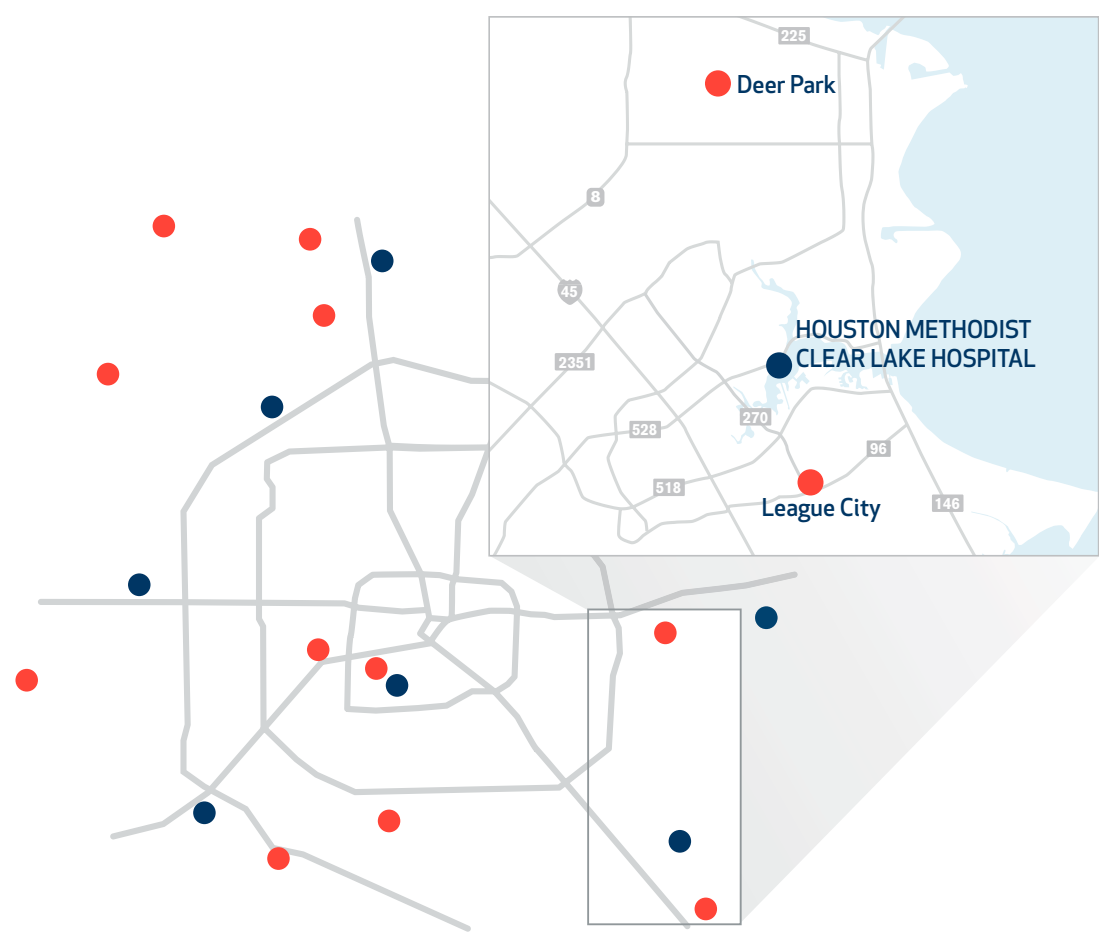 225
Deer Park
8
45
HOUSTON METHODIST
CLEAR LAKE HOSPITAL
2351
270
528
96
518
League City
146